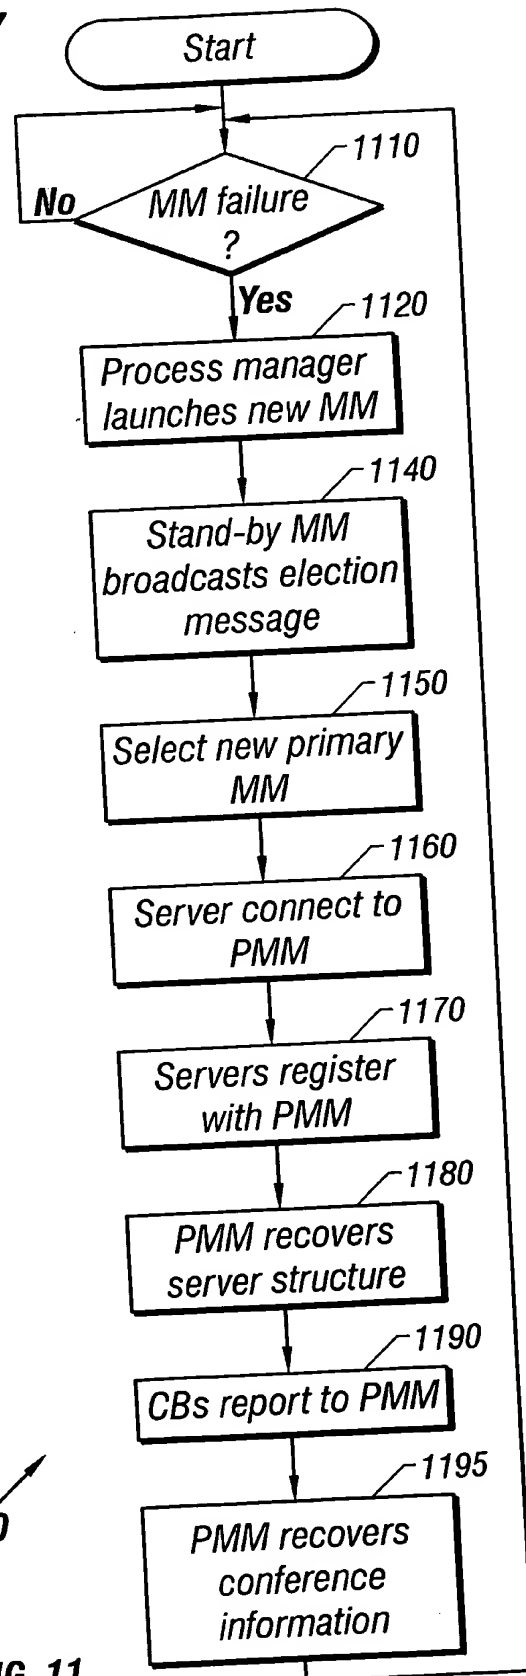 Start
1110
No
MM failure
?
Yes
1120
Process manager
launches new MM
1140
Stand-by MM
broadcasts election
message
1150
Select new primary
MM
1160
Server connect to
PMM
1170
Servers register
with PMM
1180
PMM recovers
server structure
1190
CBs report to PMM
1195
PMM recovers
conference
information
11